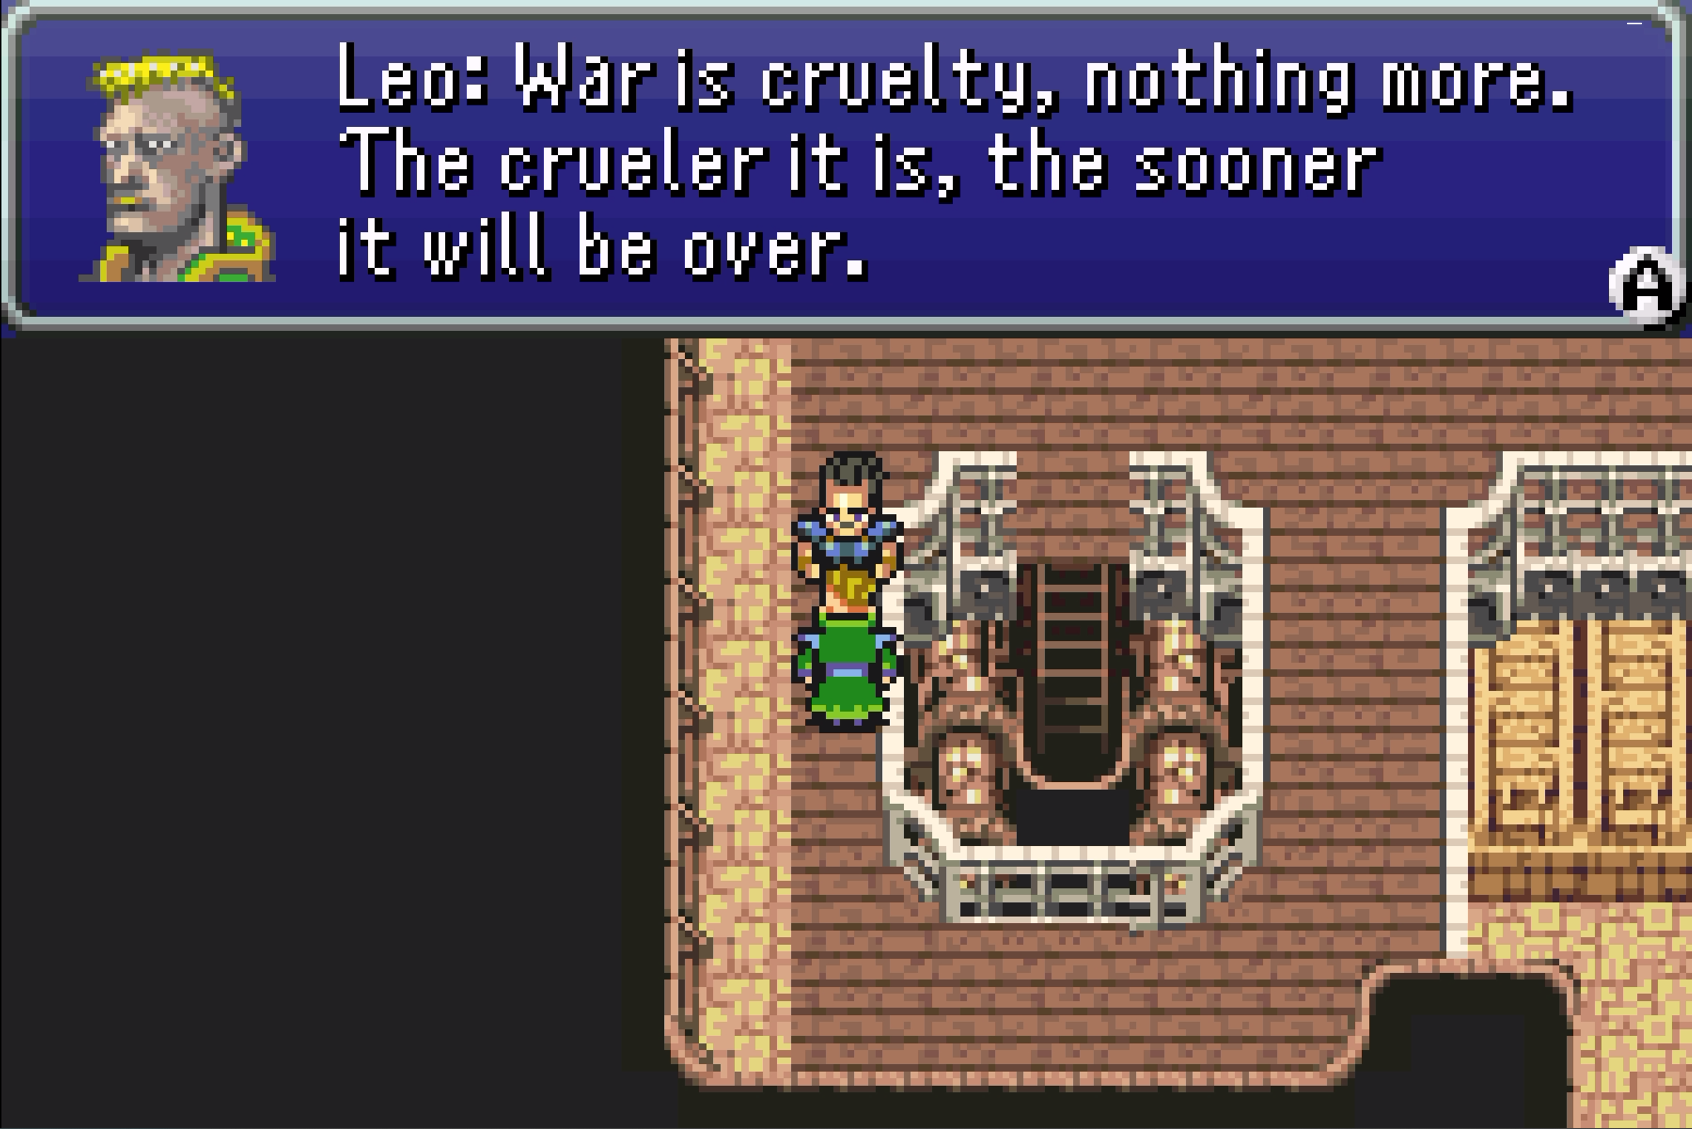 Leo: War is cruelty, nothing more.
The crueler it is, the sooner
it will be over.
A